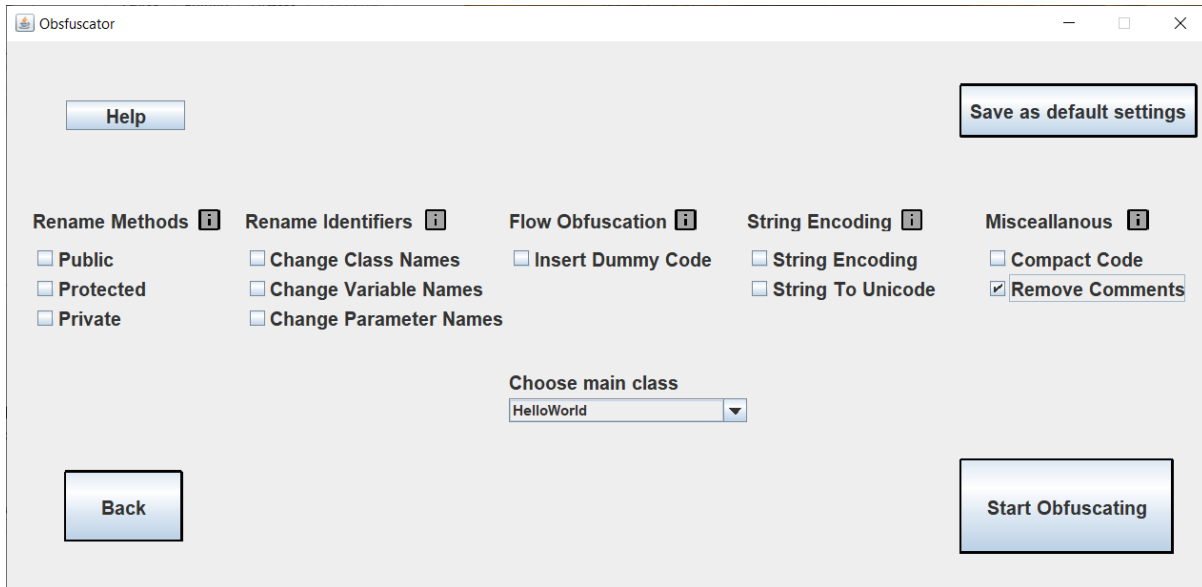 Obsfuscator
Help
Save as default settings
Rename Methods i
Public
Protected
Private
Rename Identifiers i
Change Class Names
Change Variable Names
Change Parameter Names
Flow Obfuscation i
Insert Dummy Code
String Encoding i
String Encoding
String To Unicode
Misceallanous i
Compact Code
Remove Comments
Choose main class
HelloWorld
Back
Start Obfuscating